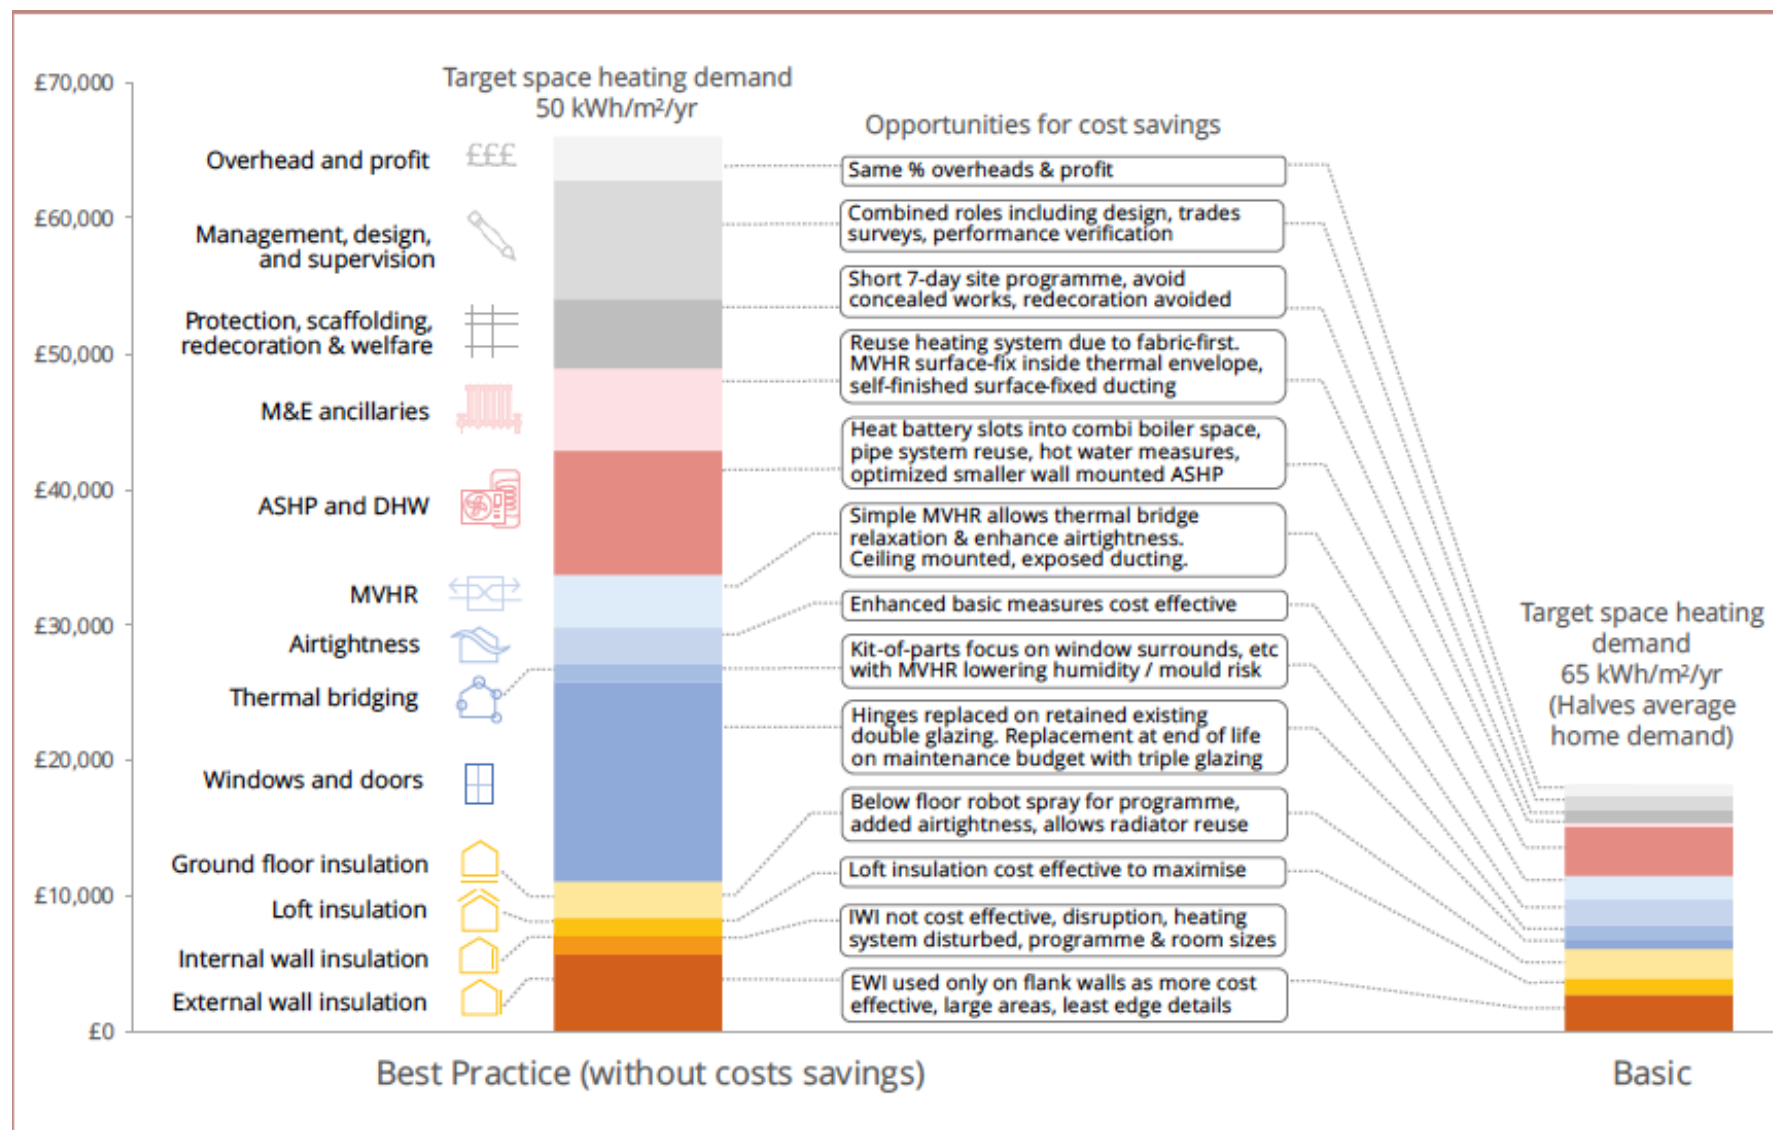 £70,000
£60,000
£50,000
£40,000
£30,000
£20,000
£10,000
£0
Target space heating demand
50 kWh/m²/yr
Overhead and profit
£££
Management, design,
and supervision
Protection, scaffolding,
redecoration & welfare
M&E ancillaries
ASHP and DHW
MVHR
Airtightness
Thermal bridging
Windows and doors
Ground floor insulation
Loft insulation
Internal wall insulation
External wall insulation
Opportunities for cost savings
Same % overheads & profit
Combined roles including design, trades
surveys, performance verification
Short 7-day site programme, avoid
concealed works, redecoration avoided
Reuse heating system due to fabric-first.
MVHR surface-fix inside thermal envelope,
self-finished surface-fixed ducting
Heat battery slots into combi boiler space,
pipe system reuse, hot water measures,
optimized smaller wall mounted ASHP
Simple MVHR allows thermal bridge
relaxation & enhance airtightness.
Ceiling mounted, exposed ducting.
Enhanced basic measures cost effective
Kit-of-parts focus on window surrounds, etc
with MVHR lowering humidity / mould risk
Hinges replaced on retained existing
double glazing. Replacement at end of life
on maintenance budget with triple glazing
Below floor robot spray for programme,
added airtightness, allows radiator reuse
Loft insulation cost effective to maximise
IWI not cost effective, disruption, heating
system disturbed, programme & room sizes
EWI used only on flank walls as more cost
effective, large areas, least edge details
Target space heating
demand
65 kWh/m²/yr
(Halves average
home demand)
Best Practice (without costs savings)
Basic